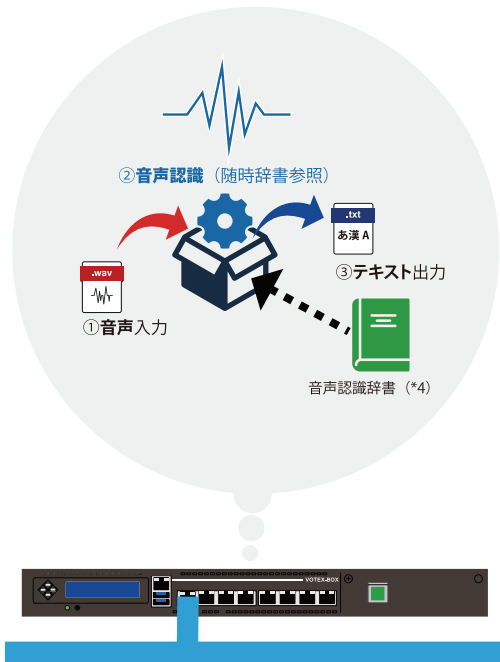 ②音声認識（随時辞書参照）
.txt
あ漢 A
.wav
③テキスト出力
①音声入力
音声認識辞書（*4）
VOTEX-BOX